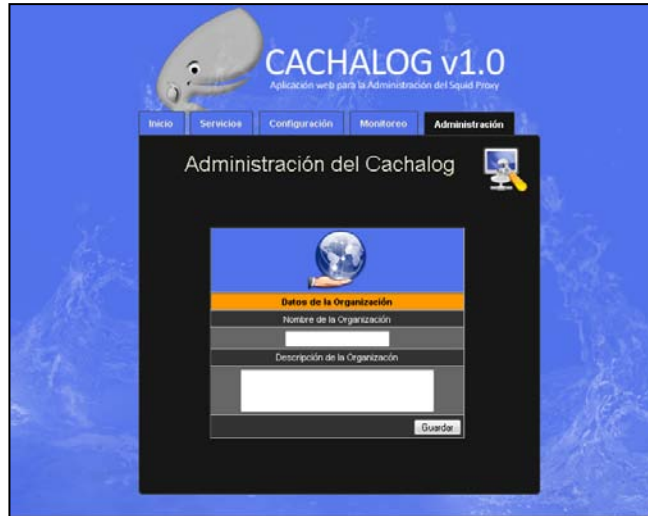 CACHALOG v1.0
Aplicación web para la Administración del Squid Proxy
Inicio Servicios Configuración Monitoreo Administración
Administración del Cachalog
Datos de la Organización
Nombre de la Organización
Descripción de la Organizacón
Guardar